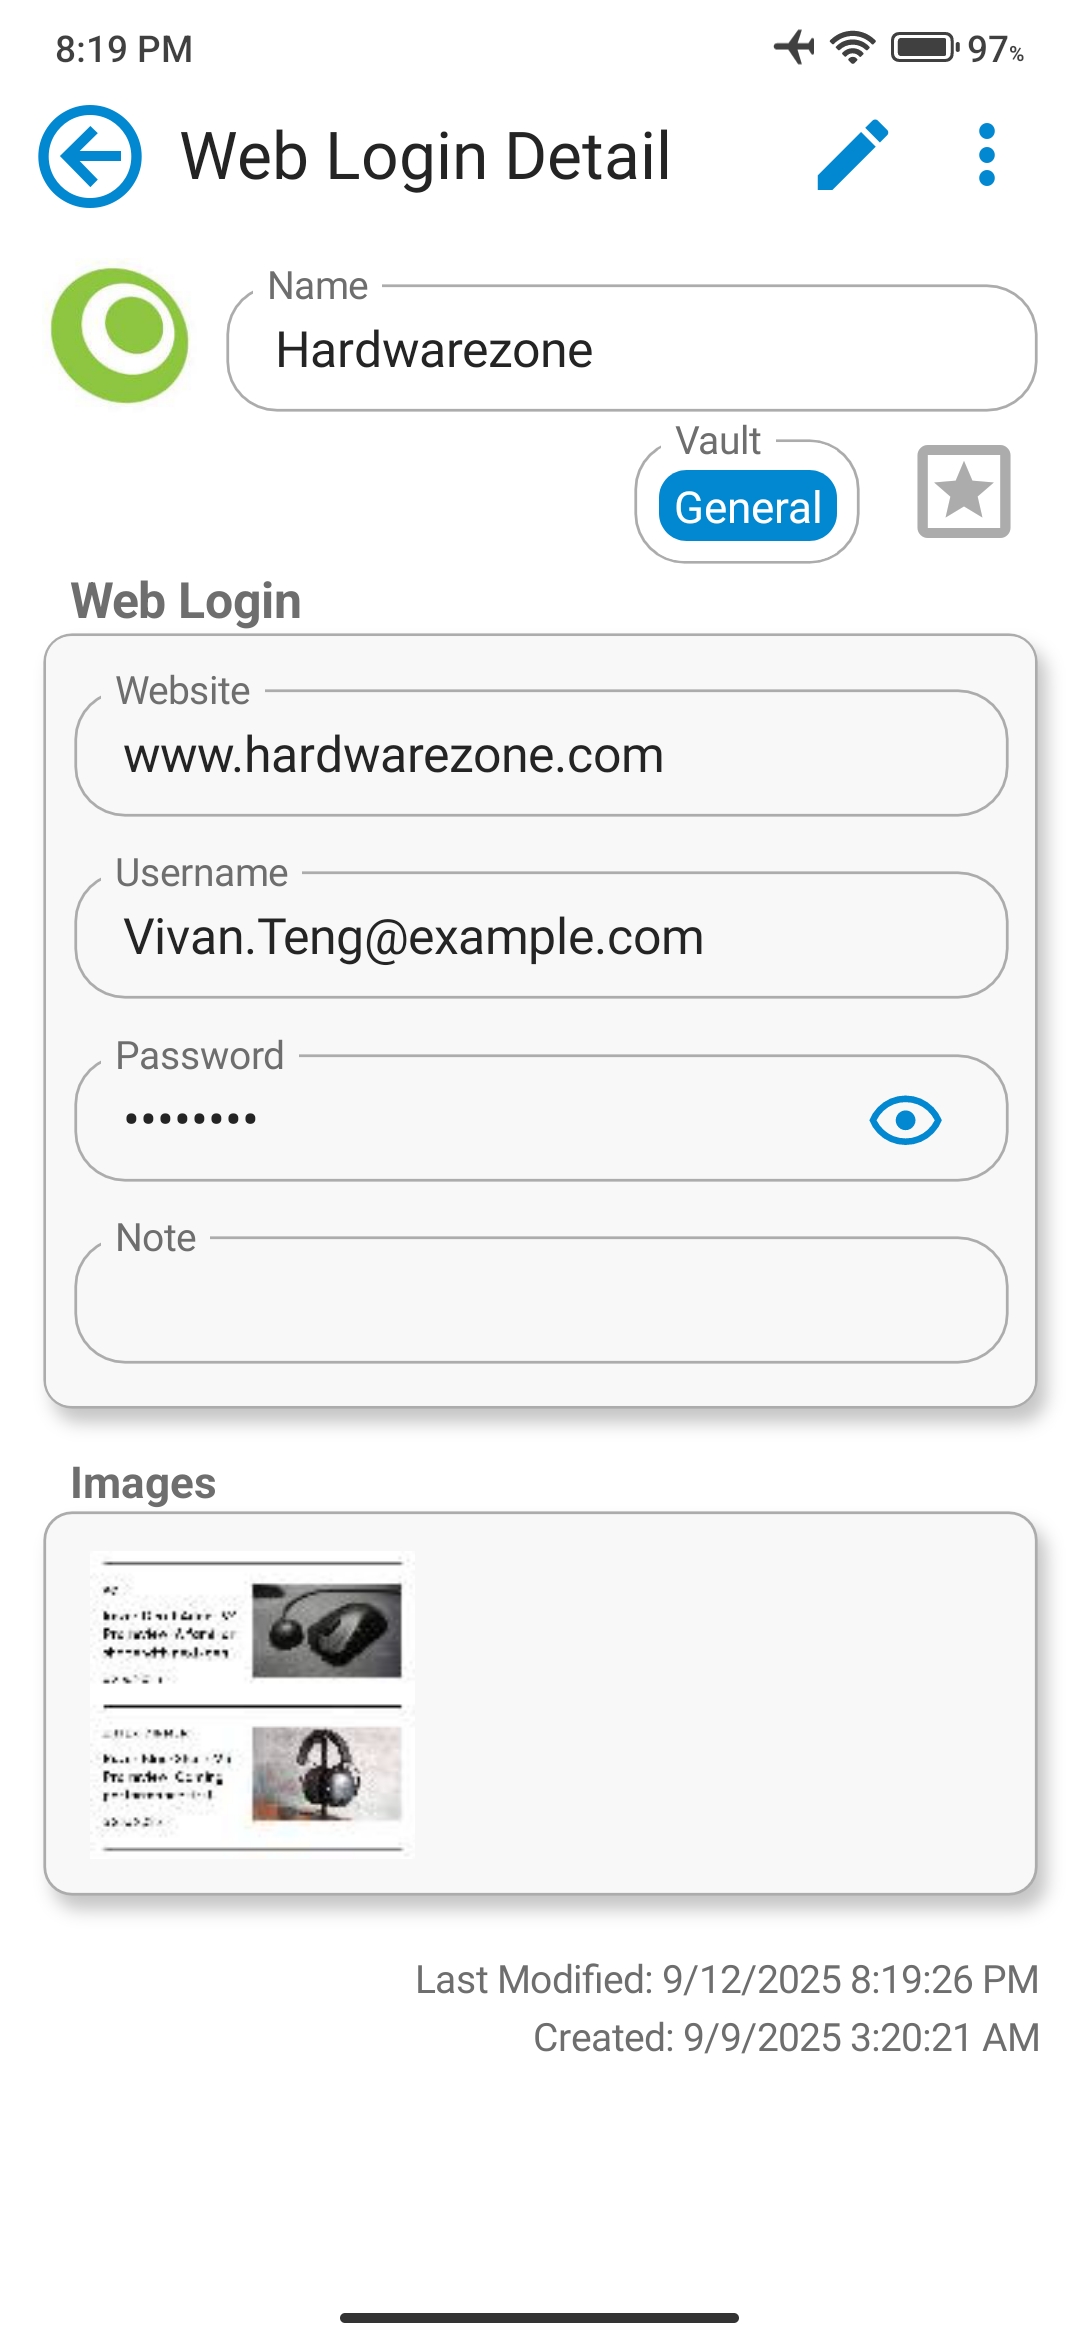 8:19 PM
97%
Web Login Detail
Name
Hardwarezone
Vault
General
Web Login
Website
www.hardwarezone.com
Username
Vivan.Teng@example.com
Password
••••••••
Note
Images
Last Modified: 9/12/2025 8:19:26 PM
Created: 9/9/2025 3:20:21 AM